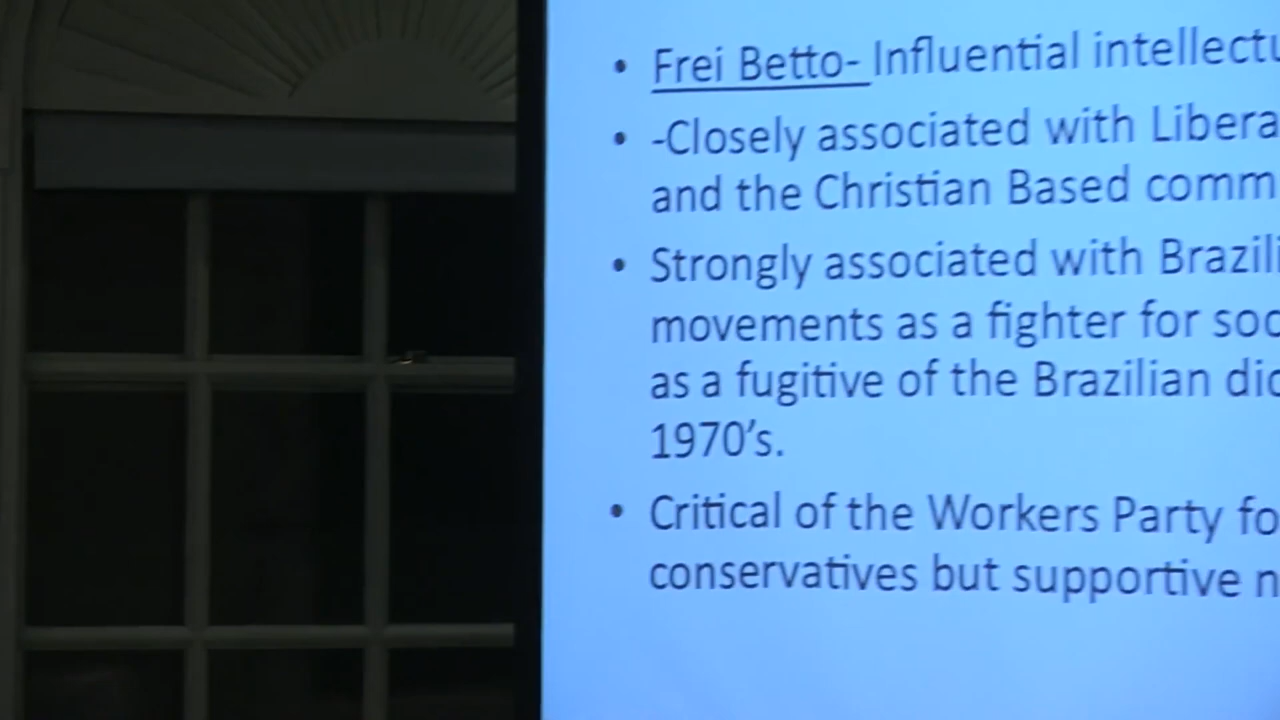 • Frei Betto- Influential intellectu
• -Closely associated with Libera
and the Christian Based comm
• Strongly associated with Brazili
movements as a fighter for soc
as a fugitive of the Brazilian dic
1970's.
• Critical of the Workers Party fo
conservatives but supportive n